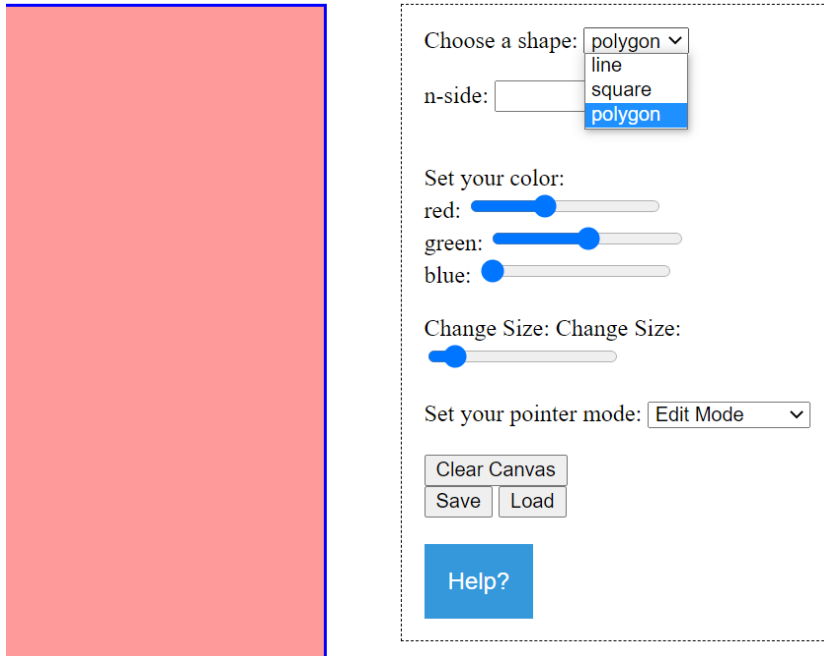 Choose a shape: polygon
line
square
polygon
n-side:
Set your color:
red:
green:
blue:
Change Size: Change Size:
Set your pointer mode: Edit Mode
Clear Canvas
Save Load
Help?